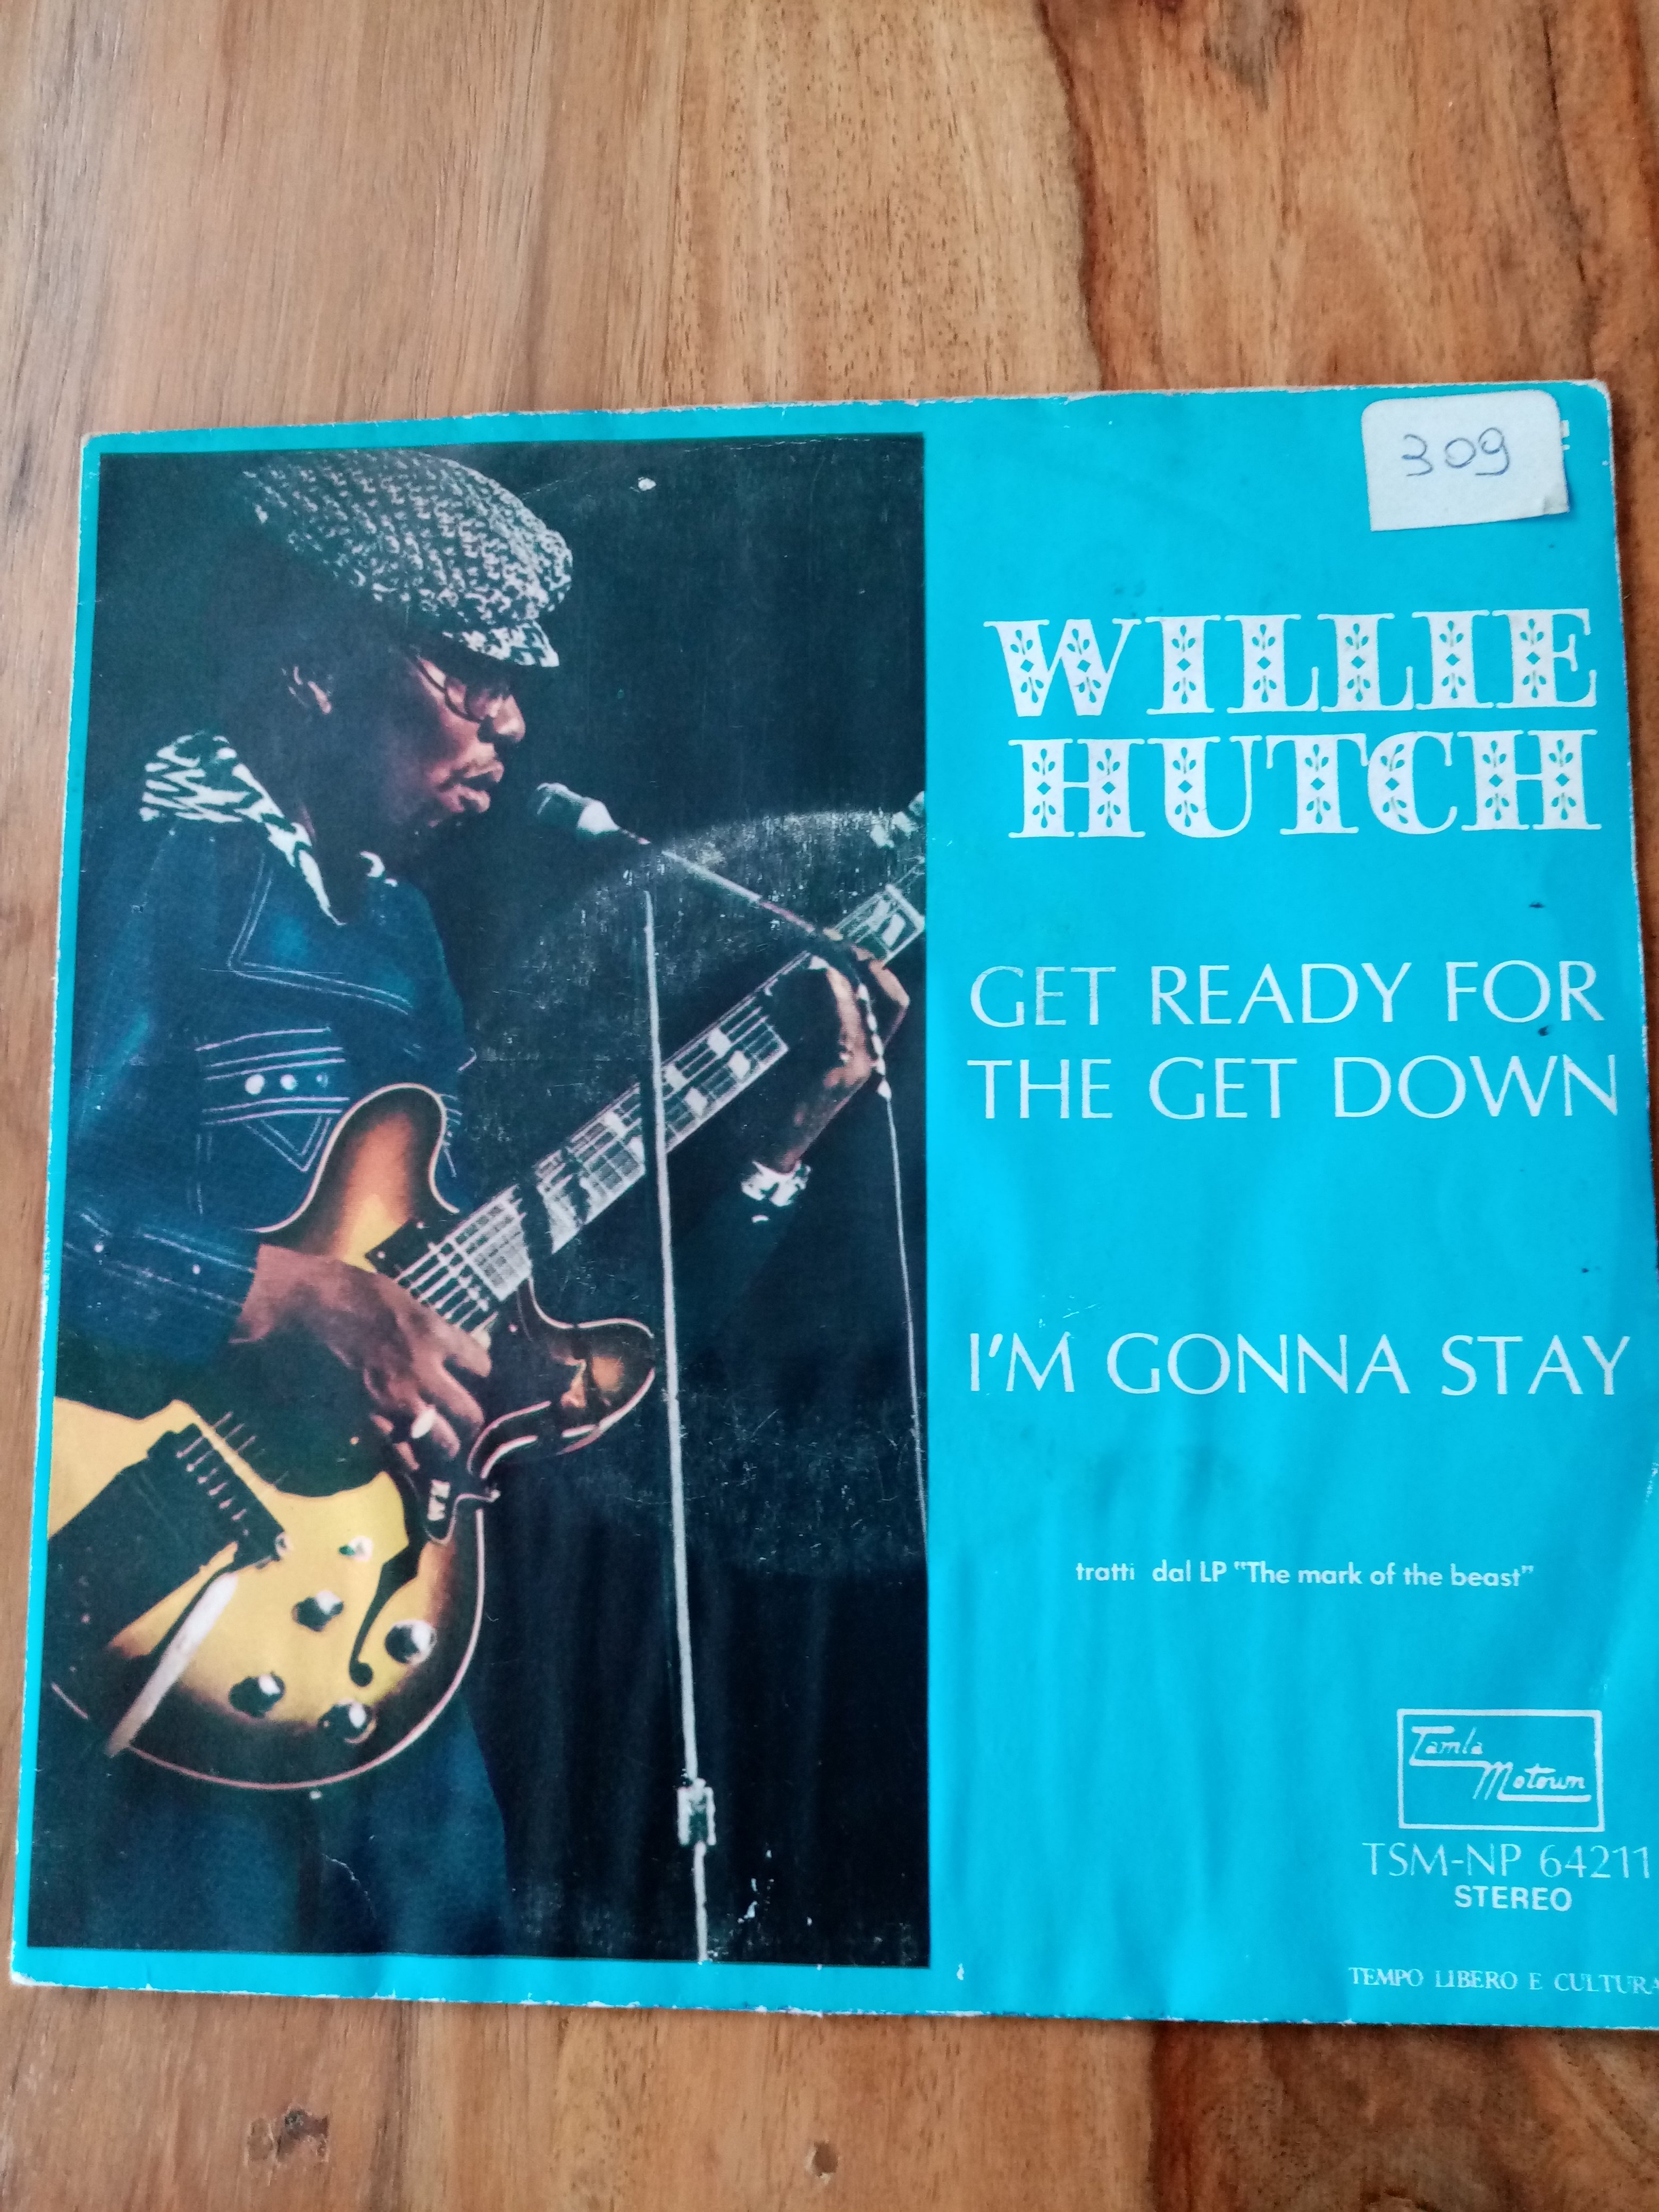 309
WILLIE
HUTCH
GET READY FOR
THE GET DOWN
I'M GONNA STAY
tratti dal LP "The mark of the beast"
Tamla
Motown
TSM-NP 64211
STEREO
TEMPO LIBERO E CULTURA